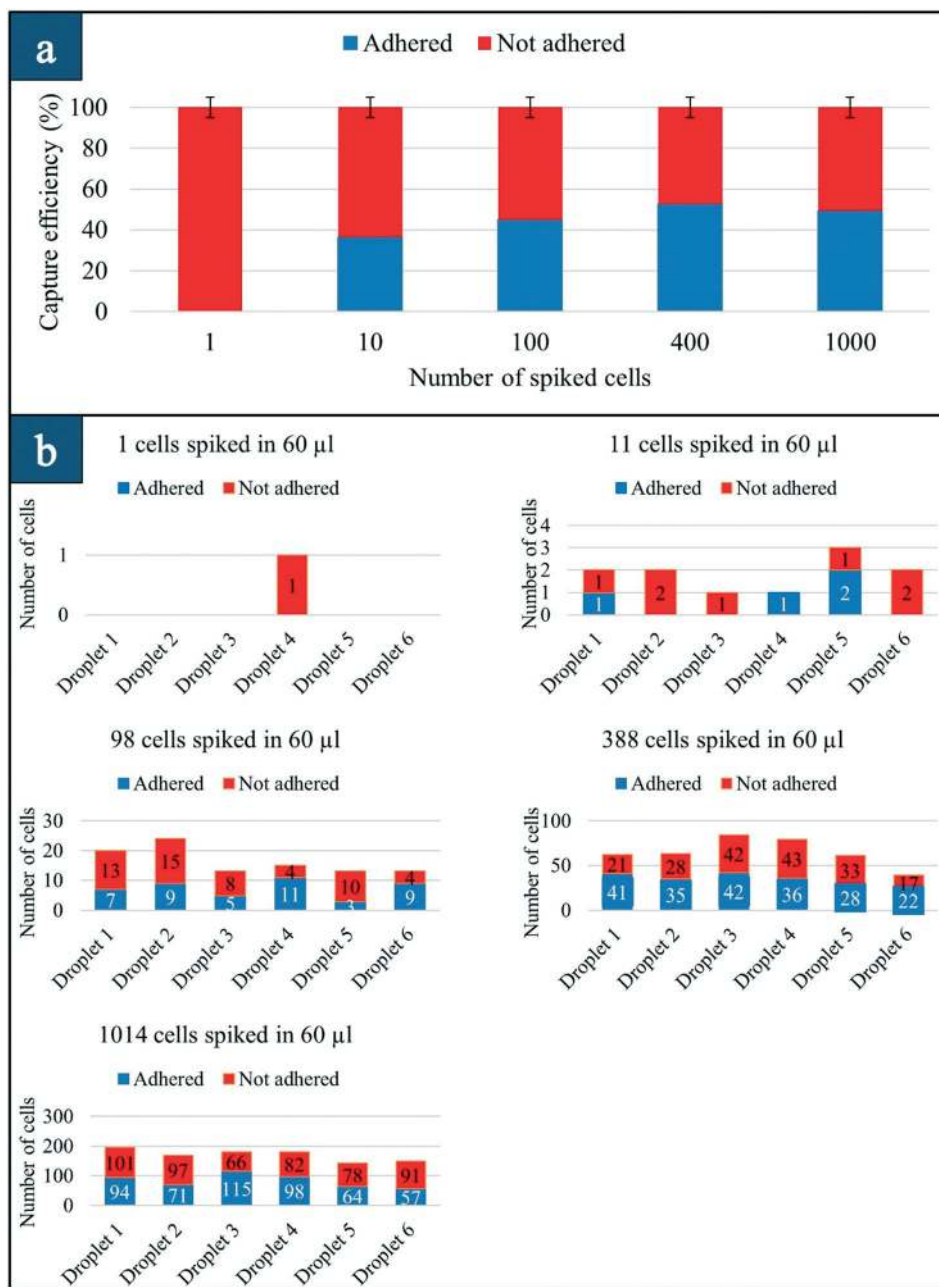 a
Adhered Not adhered
Capture efficiency (%)
100
80
60
40
20
0
1 10 100 400 1000
Number of spiked cells
b
1 cells spiked in 60 µl
Adhered Not adhered
Number of cells
1
0
1
Droplet 1 Droplet 2 Droplet 3 Droplet 4 Droplet 5 Droplet 6
11 cells spiked in 60 µl
Adhered Not adhered
Number of cells
4
3
2
1
0
1 2 1 1 2
1 1 2
Droplet 1 Droplet 2 Droplet 3 Droplet 4 Droplet 5 Droplet 6
98 cells spiked in 60 µl
Adhered Not adhered
Number of cells
30
20
10
0
13 15 8 4 10 4
7 9 5 11 3 9
Droplet 1 Droplet 2 Droplet 3 Droplet 4 Droplet 5 Droplet 6
388 cells spiked in 60 µl
Adhered Not adhered
Number of cells
100
50
0
21 28 42 43 33 17
41 35 42 36 28 22
Droplet 1 Droplet 2 Droplet 3 Droplet 4 Droplet 5 Droplet 6
1014 cells spiked in 60 µl
Adhered Not adhered
Number of cells
300
200
100
0
101 97 66 82 78 91
94 71 115 98 64 57
Droplet 1 Droplet 2 Droplet 3 Droplet 4 Droplet 5 Droplet 6